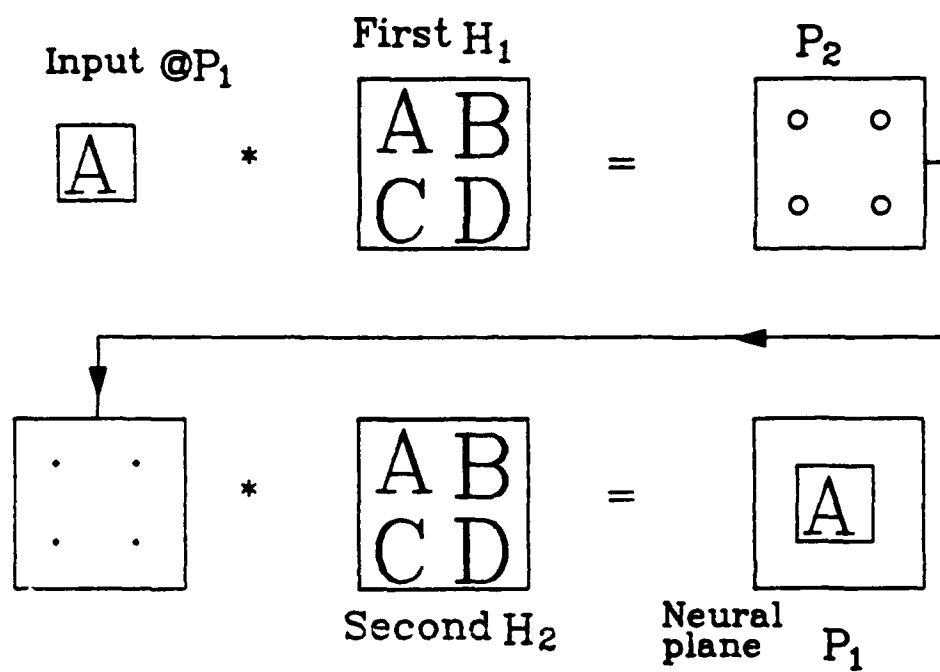 Input @P₁
First H₁
P₂
A
*
A B
C D
=
*
A B
C D
=
A
Second H₂
Neural
plane
P₁